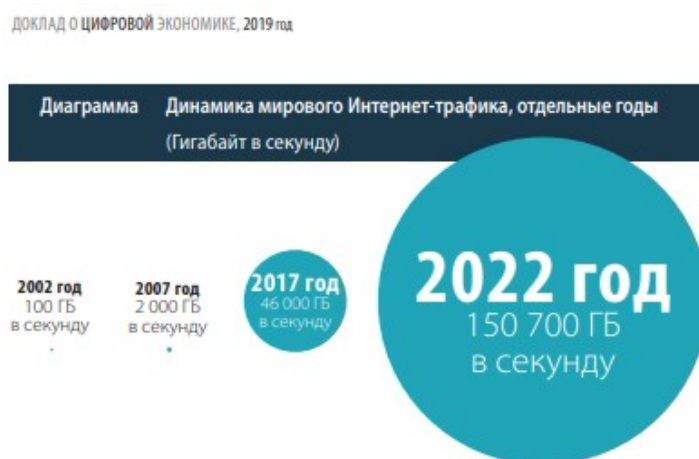 ДОКЛАД О ЦИФРОВОЙ ЭКОНОМИКЕ, 2019 год
Диаграмма Динамика мирового Интернет-трафика, отдельные годы
(Гигабайт в секунду)
2002 год
100 ГБ
в секунду
2007 год
2 000 ГБ
в секунду
2017 год
46 000 ГБ
в секунду
2022 год
150 700 ГБ
в секунду